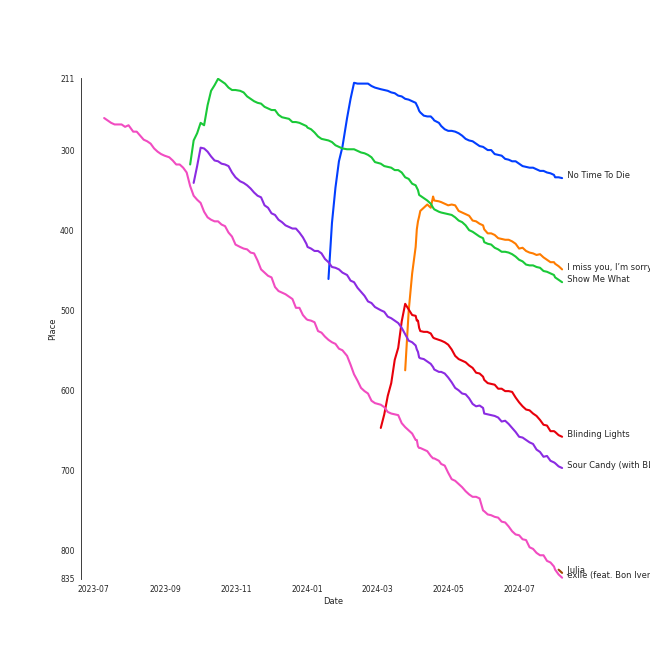 211
300
400
500
600
700
800
835
Place
2023-07
2023-09
2023-11
2024-01
2024-03
2024-05
2024-07
Date
No Time To Die
I miss you, I'm sorry
Show Me What
Blinding Lights
Sour Candy (with Bl
Julia
exile (feat. Bon Iver